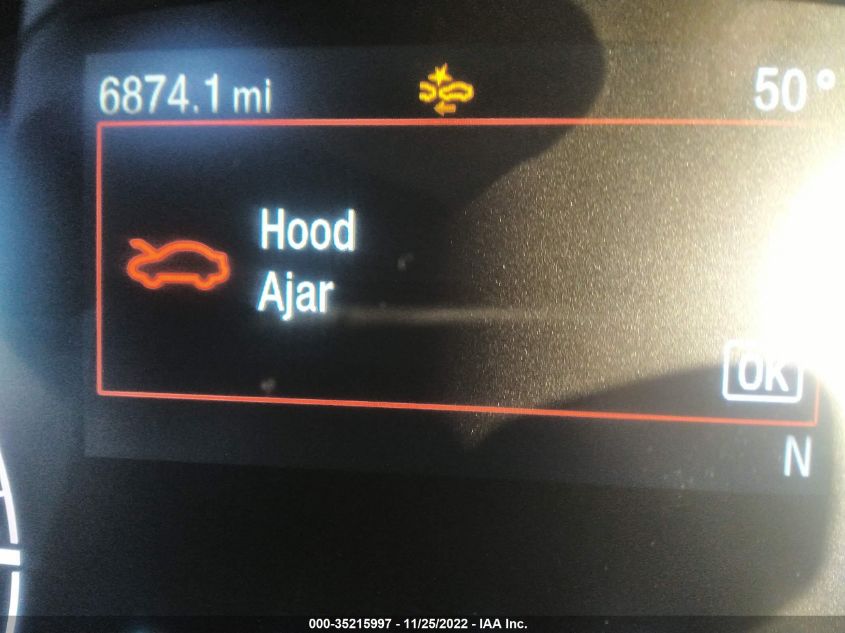 6874.1 mi 50°
Hood
Ajar
OK
N
000-35215997 - 11/25/2022 - IAA Inc.